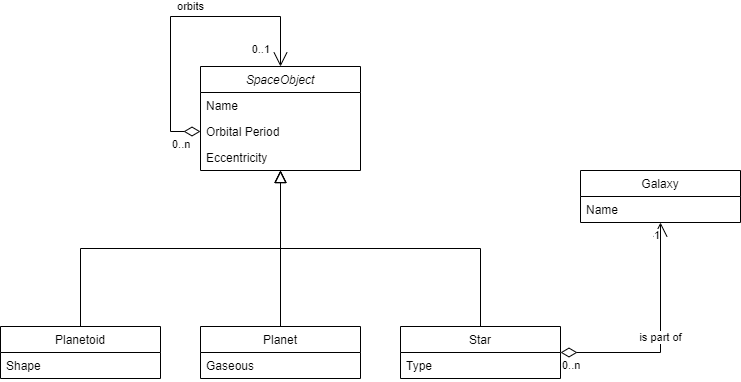 orbits
0..1
SpaceObject
Name
Orbital Period
0..n
Eccentricity
Galaxy
Name
1
Planetoid
Shape
Planet
Gaseous
Star
Type
is part of
0..n